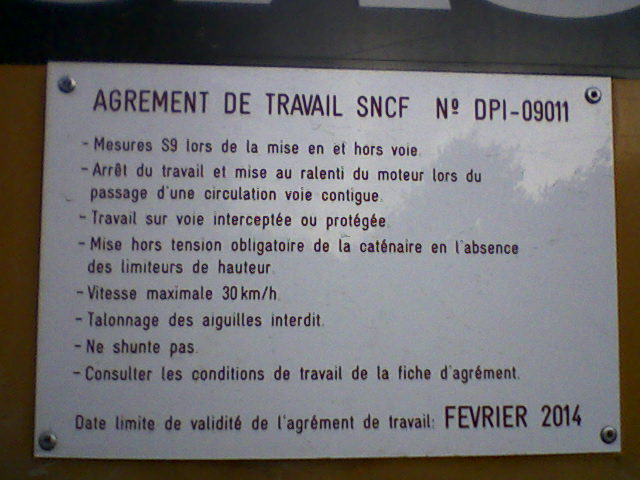 AGREMENT DE TRAVAIL SNCF Nº DPI-09011
- Mesures S9 lors de la mise en et hors voie.
- Arrêt du travail et mise au ralenti du moteur lors du
passage d'une circulation voie contigue.
- Travail sur voie interceptée ou protégée.
- Mise hors tension obligatoire de la caténaire en l'absence
des limiteurs de hauteur.
- Vitesse maximale 30 km/h.
- Talonnage des aiguilles interdit.
- Ne shunte pas.
- Consulter les conditions de travail de la fiche d'agrément.
Date limite de validité de l'agrément de travail: FEVRIER 2014